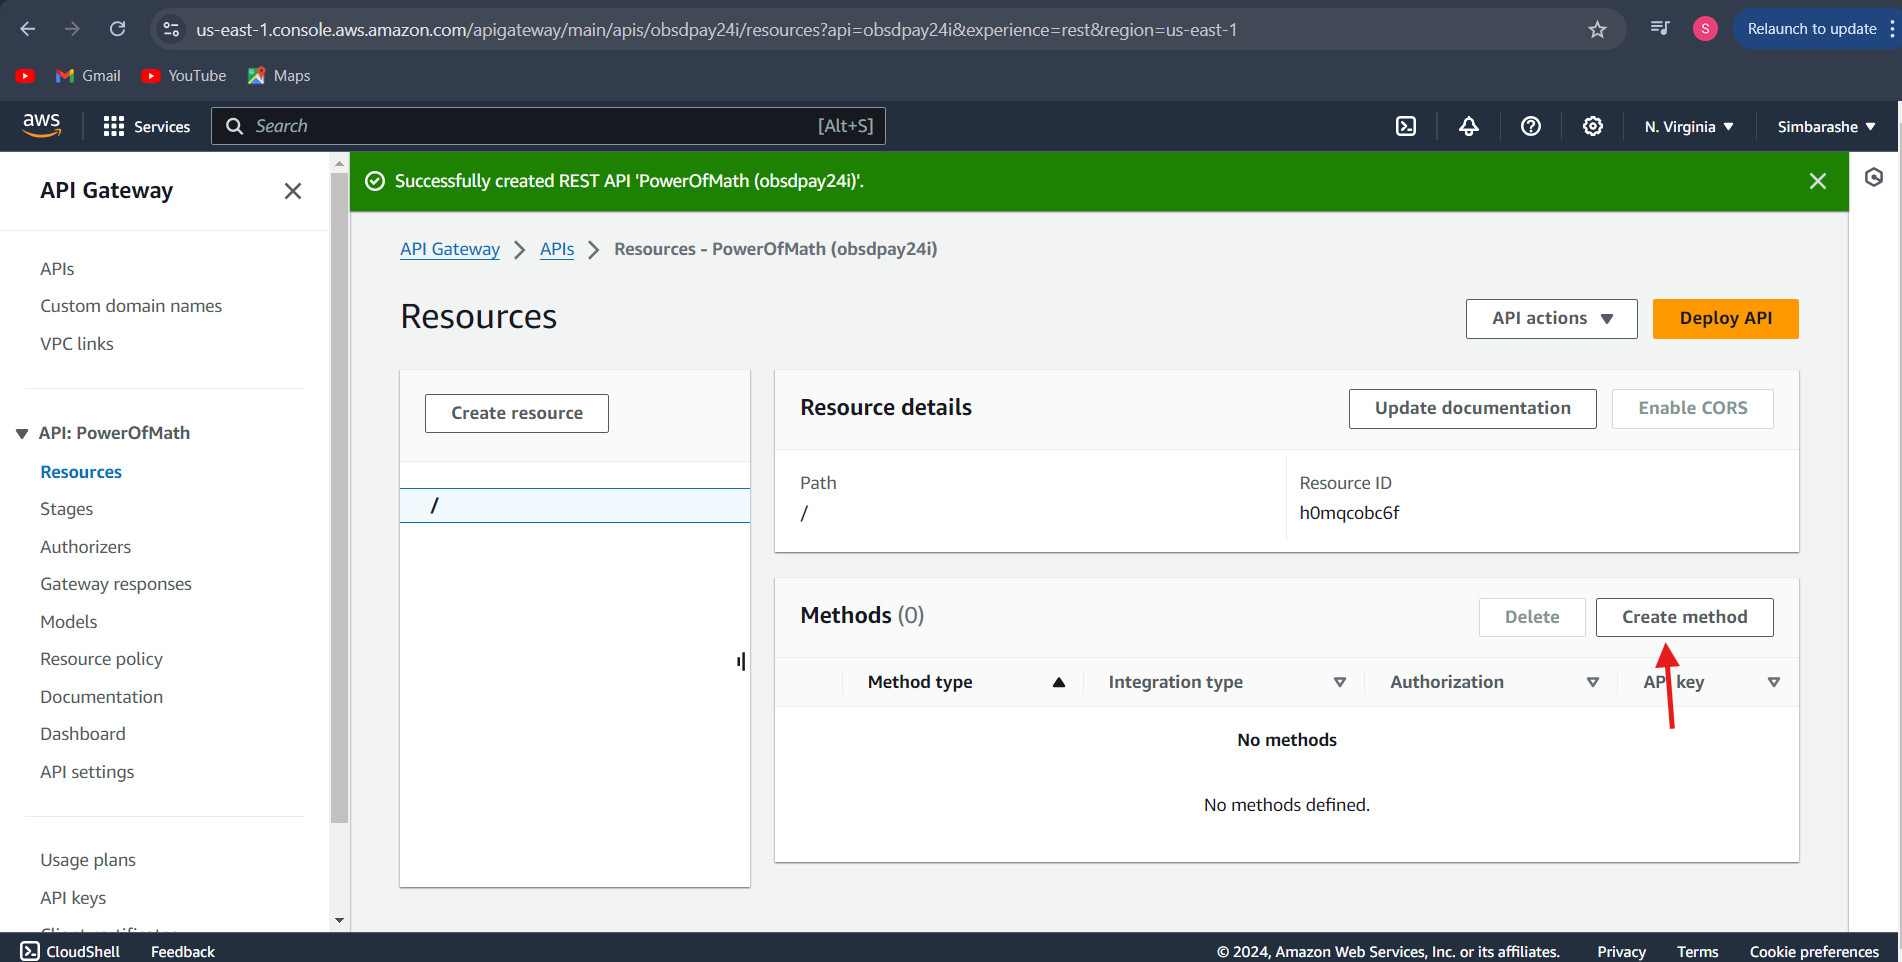 us-east-1.console.aws.amazon.com/apigateway/main/apis/obsdpay24i/resources?api=obsdpay24i&experience=rest&region=us-east-1
S
Relaunch to update
Gmail
YouTube
Maps
aws
Services
Search
[Alt+S]
N. Virginia
Simbarashe
API Gateway
Successfully created REST API 'PowerOfMath (obsdpay24i)'.
API Gateway
APIs
Resources - PowerOfMath (obsdpay24i)
APIs
Custom domain names
VPC links
API: PowerOfMath
Resources
Stages
Authorizers
Gateway responses
Models
Resource policy
Documentation
Dashboard
API settings
Usage plans
API keys
Resources
API actions
Deploy API
Create resource
/
Resource details
Update documentation
Enable CORS
Path
/
Resource ID
h0mqcobc6f
Methods (0)
Delete
Create method
Method type
Integration type
Authorization
API key
No methods
No methods defined.
CloudShell
Feedback
© 2024, Amazon Web Services, Inc. or its affiliates.
Privacy
Terms
Cookie preferences